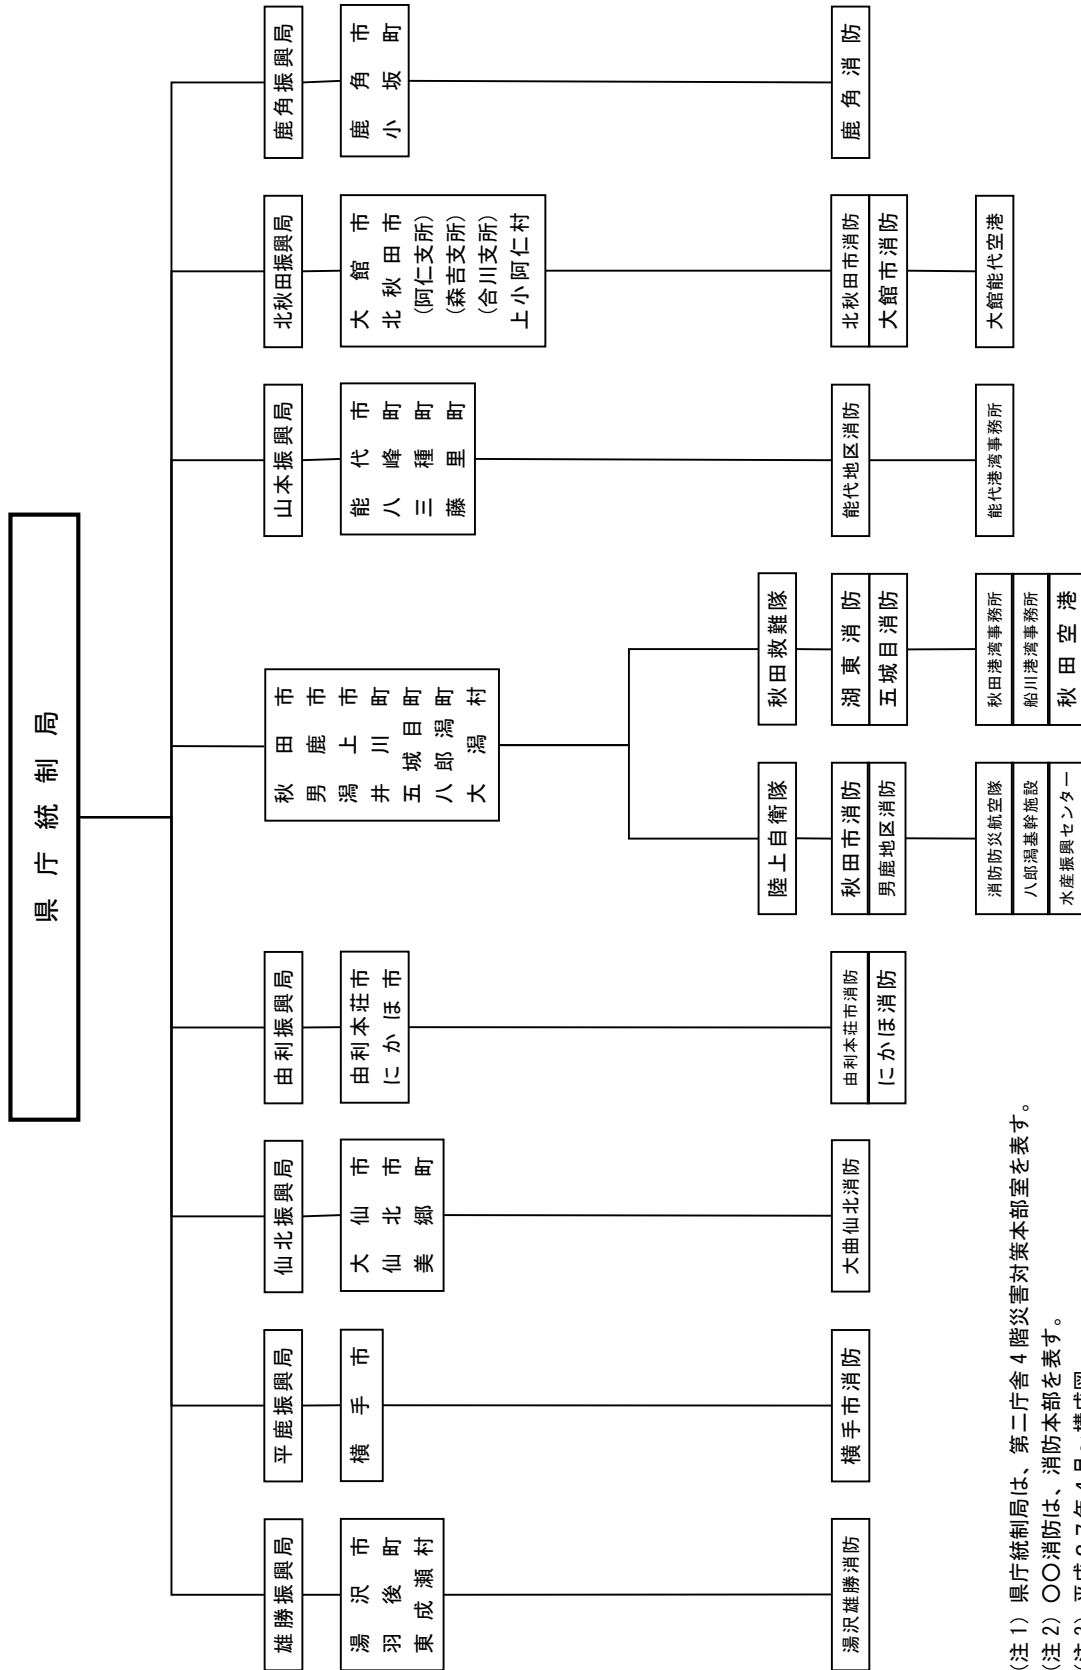 県庁統制局
雄勝振興局
平鹿振興局
仙北振興局
由利振興局
山本振興局
北秋田振興局
鹿角振興局
湯沢市
羽後町
東成瀬村
横手市
大仙市
仙北市
美郷町
由利本荘市
にかほ市
秋田市
男鹿市
潟上市
井川町
五城目町
八郎潟町
大潟村
能代市
八峰町
三種町
藤里町
大館市
北秋田市
(阿仁支所)
(森吉支所)
(合川支所)
上小阿仁村
鹿角市
小坂町
陸上自衛隊
秋田救難隊
湯沢雄勝消防
横手市消防
大曲仙北消防
由利本荘市消防
にかほ消防
秋田市消防
男鹿地区消防
湖東消防
五城目消防
能代地区消防
北秋田市消防
大館市消防
鹿角消防
消防防災航空隊
八郎潟基幹施設
水産振興センター
秋田港湾事務所
船川港湾事務所
秋田空港
能代港湾事務所
大館能代空港
(注1) 県庁統制局は、第二庁舎4階災害対策本部室を表す。
(注2) 〇〇消防は、消防本部を表す。